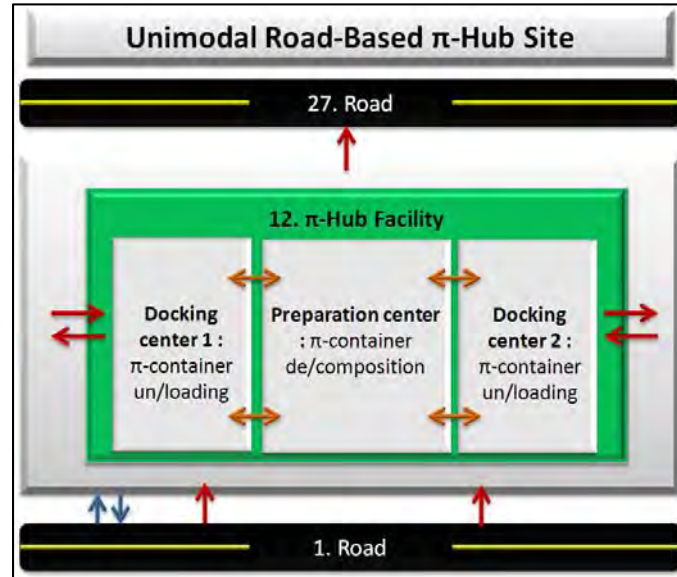 Unimodal Road-Based π-Hub Site
27. Road
12. π-Hub Facility
Docking
center 1 :
π-container
un/loading
Preparation center
: π-container
de/composition
Docking
center 2 :
π-container
un/loading
1. Road